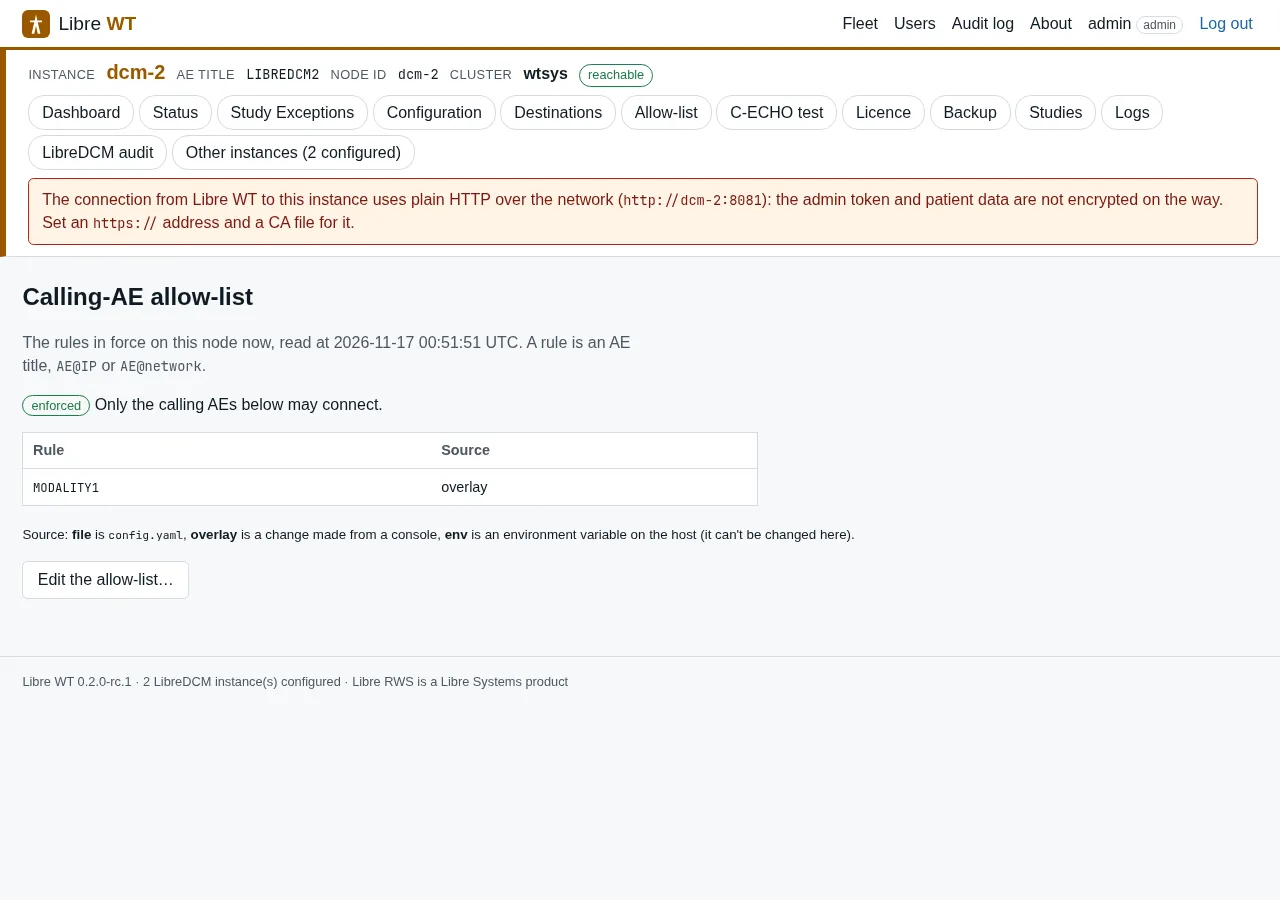 Libre WT
Fleet Users Audit log About admin admin Log out
INSTANCE dcm-2 AE TITLE LIBREDCM2 NODE ID dcm-2 CLUSTER wtsys reachable
Dashboard Status Study Exceptions Configuration Destinations Allow-list C-ECHO test Licence Backup Studies Logs
LibreDCM audit Other instances (2 configured)
The connection from Libre WT to this instance uses plain HTTP over the network (http://dcm-2:8081): the admin token and patient data are not encrypted on the way.
Set an https:// address and a CA file for it.
Calling-AE allow-list
The rules in force on this node now, read at 2026-11-17 00:51:51 UTC. A rule is an AE
title, AE@IP or AE@network.
enforced Only the calling AEs below may connect.
Rule Source
MODALITY1 overlay
Source: file is config.yaml, overlay is a change made from a console, env is an environment variable on the host (it can't be changed here).
Edit the allow-list…
Libre WT 0.2.0-rc.1 · 2 LibreDCM instance(s) configured · Libre RWS is a Libre Systems product